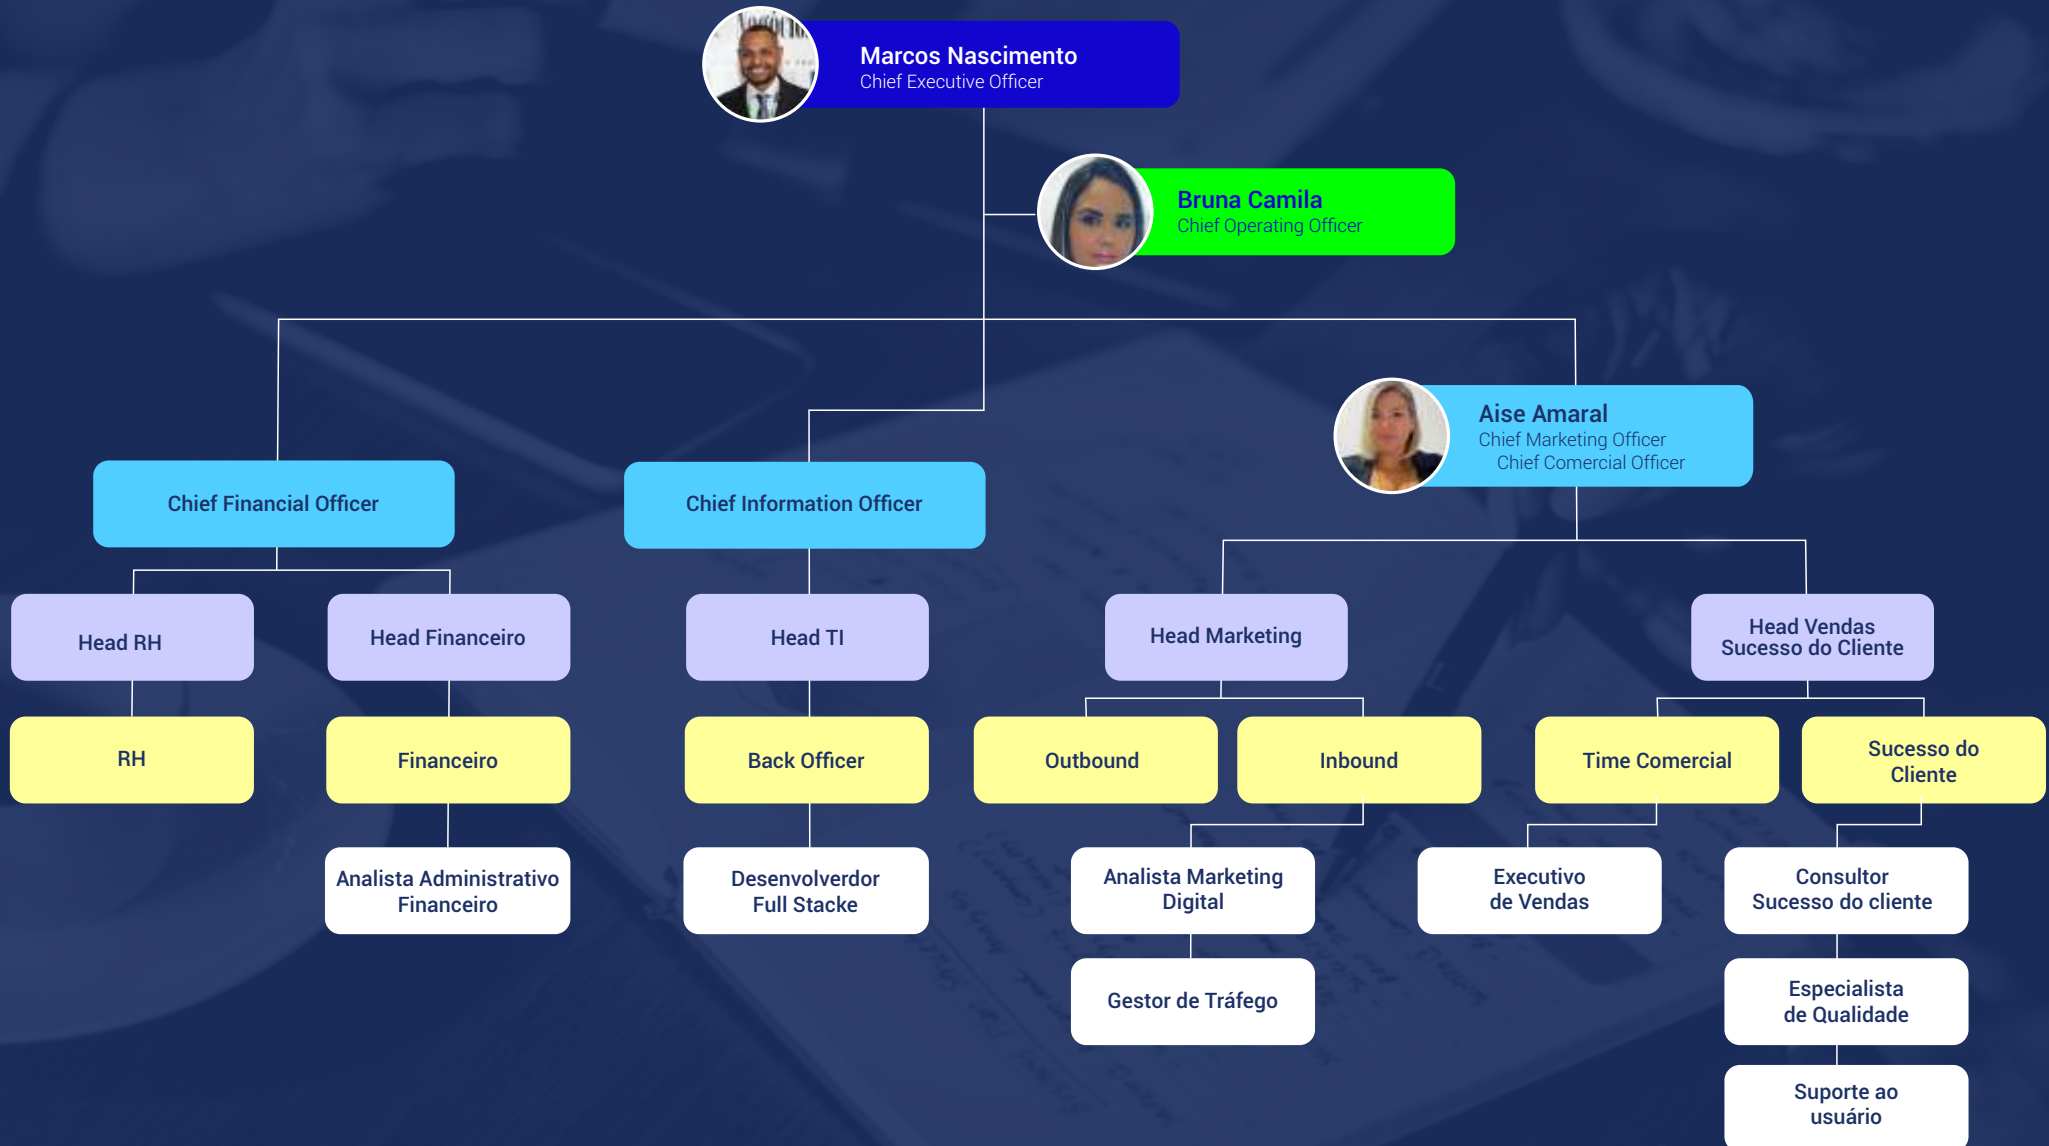 Marcos Nascimento
Chief Executive Officer
Bruna Camila
Chief Operating Officer
Aise Amaral
Chief Marketing Officer
Chief Comercial Officer
Chief Financial Officer
Chief Information Officer
Head RH
Head Financeiro
Head TI
Head Marketing
Head Vendas
Sucesso do Cliente
RH
Financeiro
Back Officer
Outbound
Inbound
Time Comercial
Sucesso do
Cliente
Analista Administrativo
Financeiro
Desenvolverdor
Full Stacke
Analista Marketing
Digital
Executivo
de Vendas
Consultor
Sucesso do cliente
Gestor de Tráfego
Especialista
de Qualidade
Suporte ao
usuário